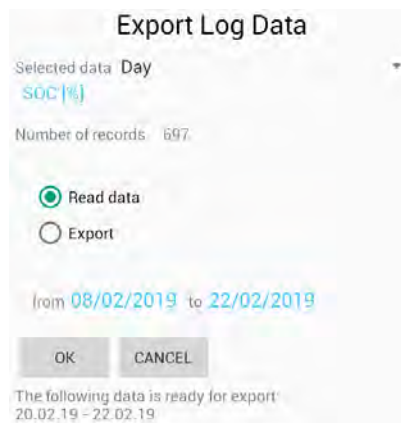 Export Log Data
Selected data Day
SOC [%]
Number of records 697
Read data
Export
from 08/02/2019 to 22/02/2019
OK CANCEL
The following data is ready for export
20.02.19 - 22.02.19